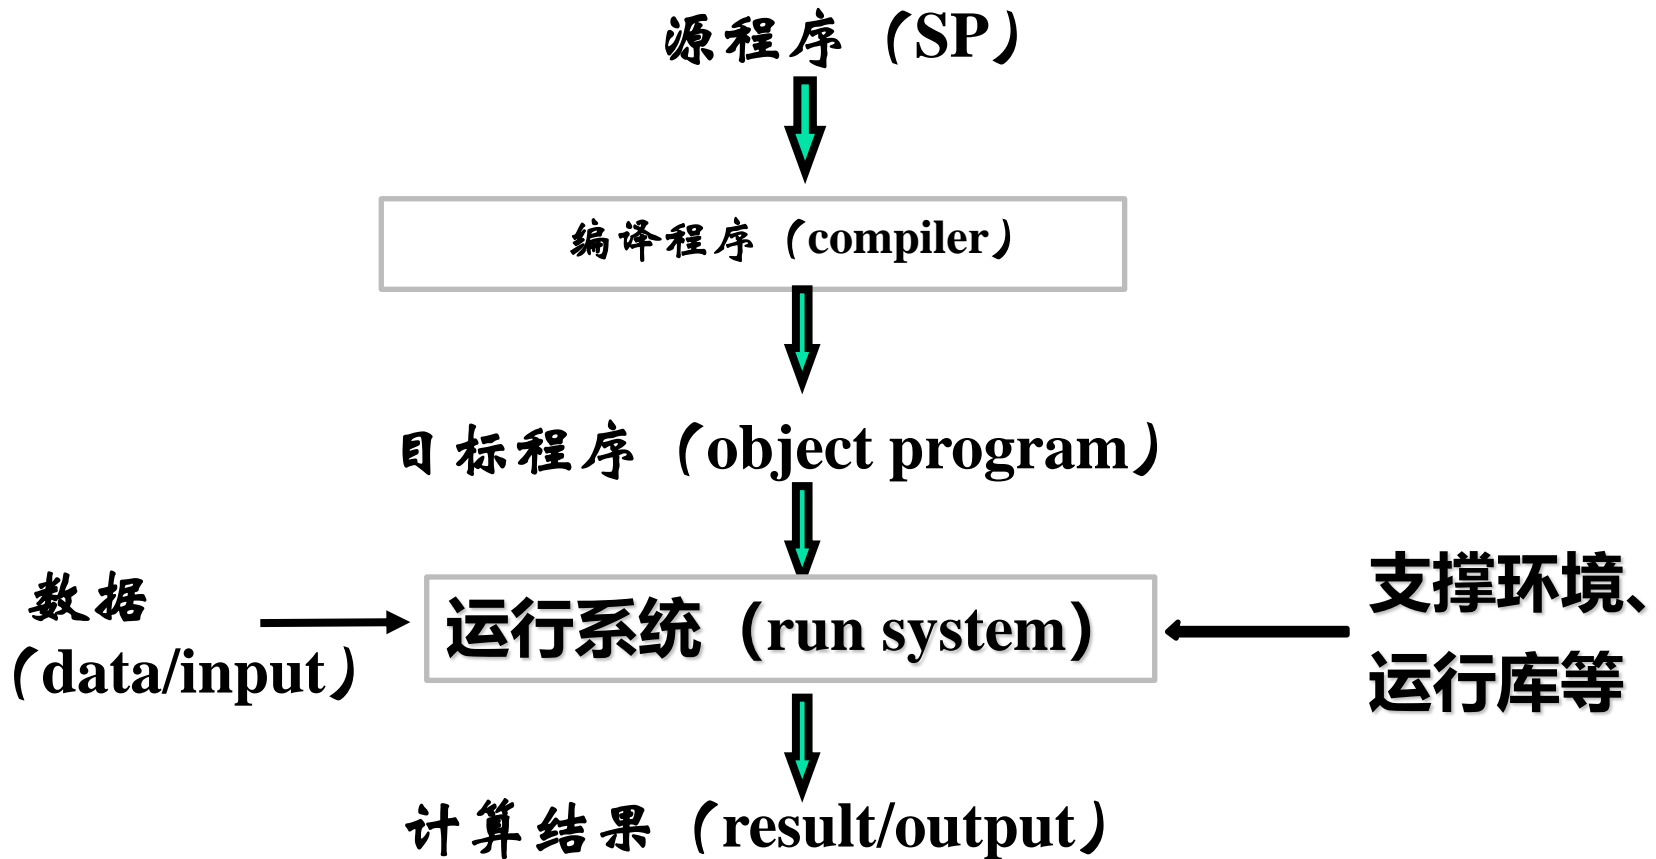 源程序（SP）
编译程序（compiler）
目标程序（object program）
数据
（data/input）
运行系统（run system）
支撑环境、
运行库等
计算结果（result/output）